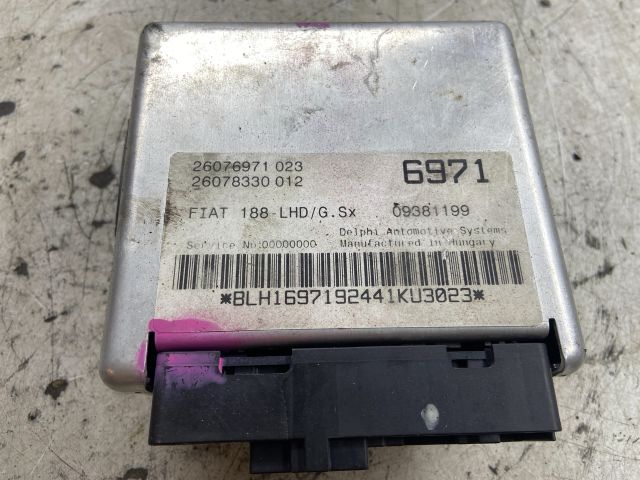 26076971 023
26078330 012
6971
FIAT 188-LHD/G.Sx 09381199
Delphi Automotive Systems
Service No:00000000 Manufactured in Hungary
*BLH1697192441KU3023*